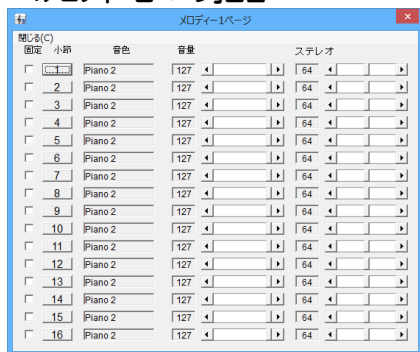 メロディー1ページ
閉じる(C)
固定 小節 音色 音量 ステレオ
1 Piano 2 127 64
2 Piano 2 127 64
3 Piano 2 127 64
4 Piano 2 127 64
5 Piano 2 127 64
6 Piano 2 127 64
7 Piano 2 127 64
8 Piano 2 127 64
9 Piano 2 127 64
10 Piano 2 127 64
11 Piano 2 127 64
12 Piano 2 127 64
13 Piano 2 127 64
14 Piano 2 127 64
15 Piano 2 127 64
16 Piano 2 127 64